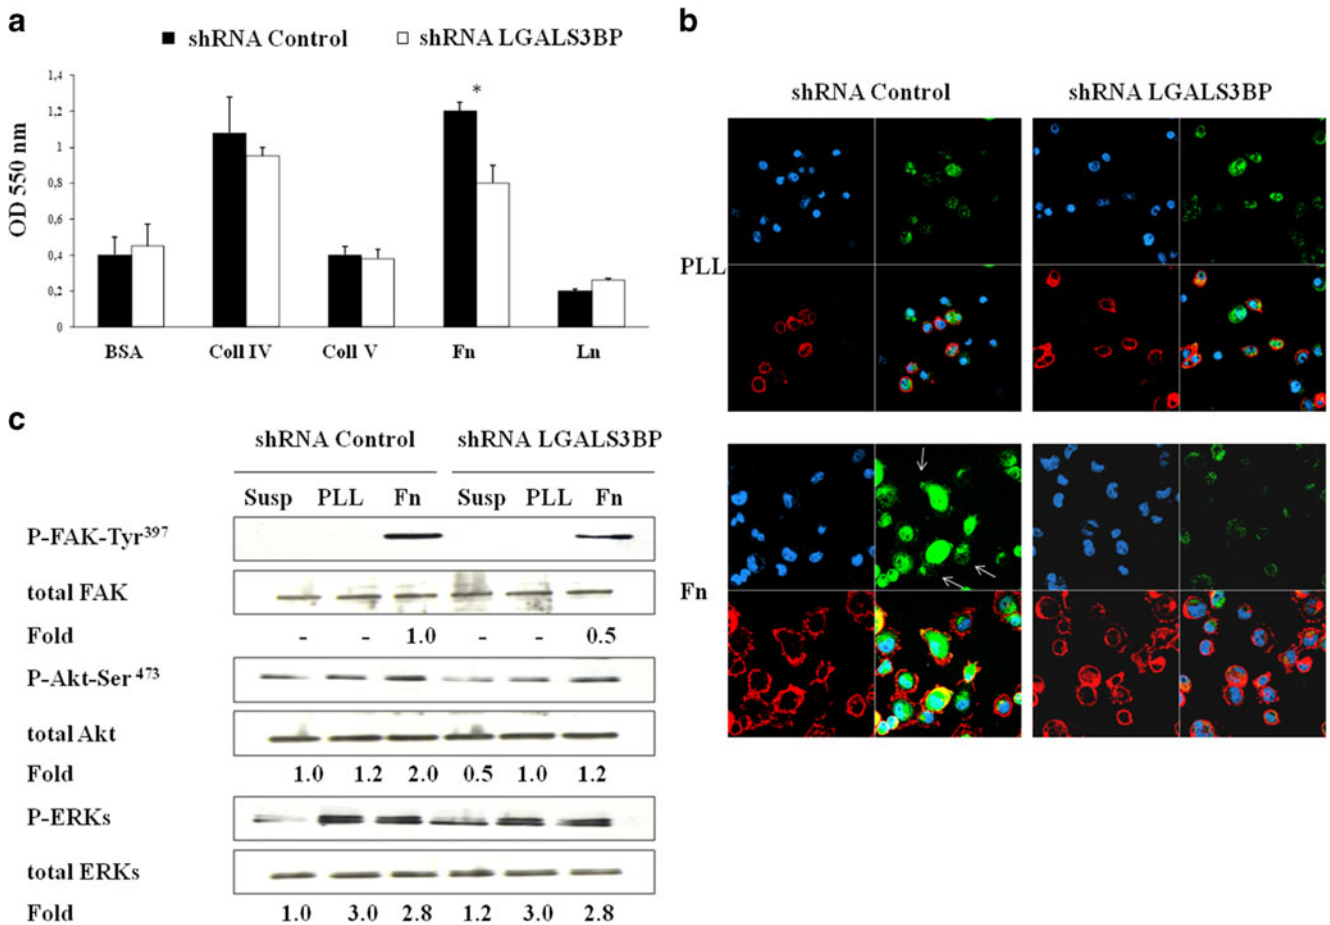 a
shRNA Control shRNA LGALS3BP
OD 550 nm
1,4
1,2
1
0,8
0,6
0,4
0,2
0
*
BSA Coll IV Coll V Fn Ln
b
shRNA Control shRNA LGALS3BP
PLL
Fn
c
shRNA Control shRNA LGALS3BP
Susp PLL Fn Susp PLL Fn
P-FAK-Tyr397
total FAK
Fold - - 1.0 - - 0.5
P-Akt-Ser 473
total Akt
Fold 1.0 1.2 2.0 0.5 1.0 1.2
P-ERKs
total ERKs
Fold 1.0 3.0 2.8 1.2 3.0 2.8